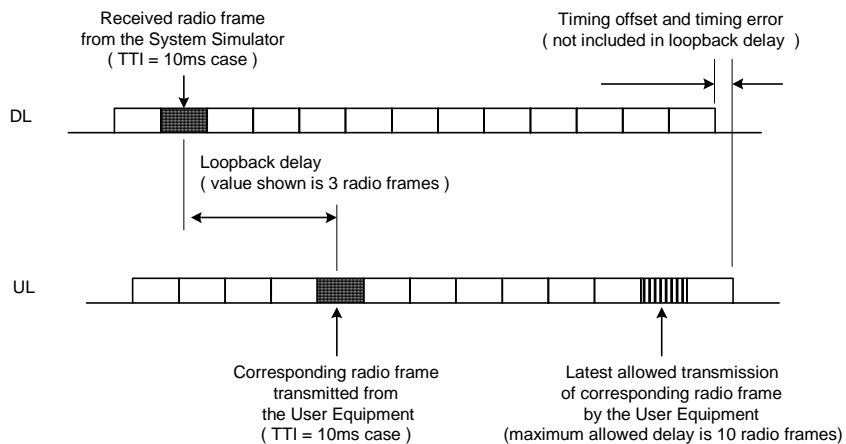 Received radio frame
from the System Simulator
( TTI = 10ms case )
Timing offset and timing error
( not included in loopback delay )
DL
Loopback delay
( value shown is 3 radio frames )
UL
Corresponding radio frame
transmitted from
the User Equipment
( TTI = 10ms case )
Latest allowed transmission
of corresponding radio frame
by the User Equipment
(maximum allowed delay is 10 radio frames)